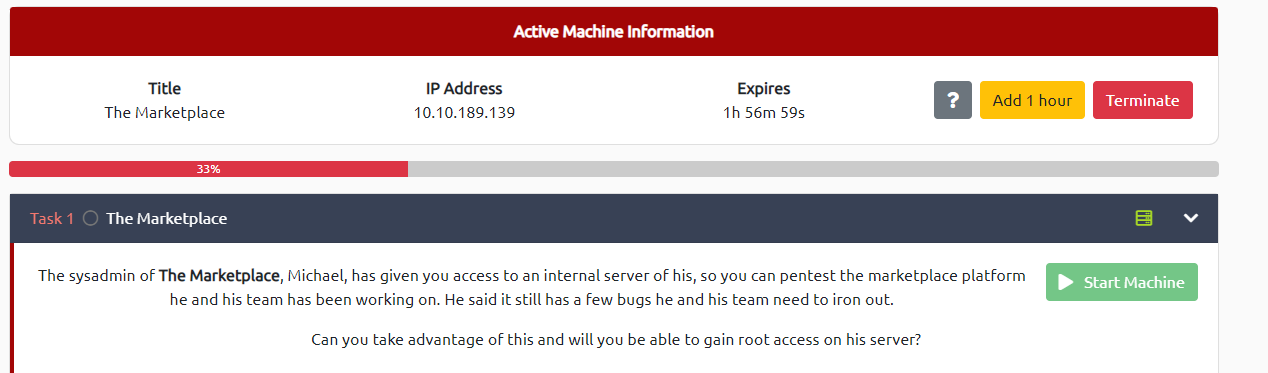 Active Machine Information
Title IP Address Expires
The Marketplace 10.10.189.139 1h 56m 59s ? Add 1 hour Terminate
33%
Task 1 The Marketplace
The sysadmin of The Marketplace, Michael, has given you access to an internal server of his, so you can pentest the marketplace platform
he and his team has been working on. He said it still has a few bugs he and his team need to iron out.
Start Machine
Can you take advantage of this and will you be able to gain root access on his server?